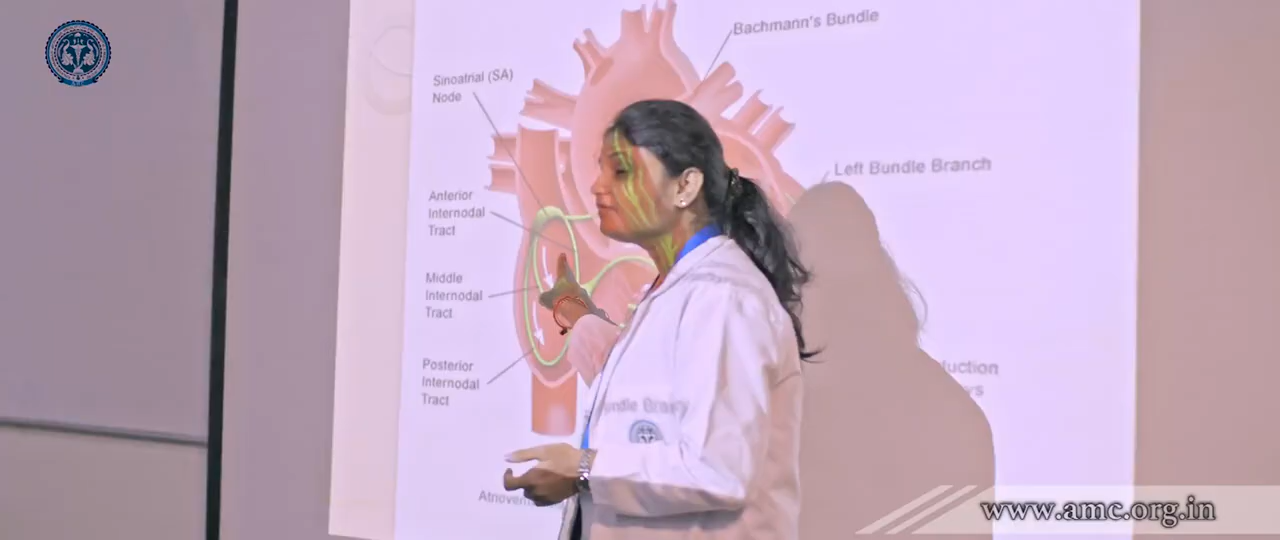 Bachmann's Bundle
Sinoatrial (SA)
Node
Left Bundle Branch
Anterior
Internodal
Tract
Middle
Internodal
Tract
Posterior
Internodal
Tract
www.amc.org.in